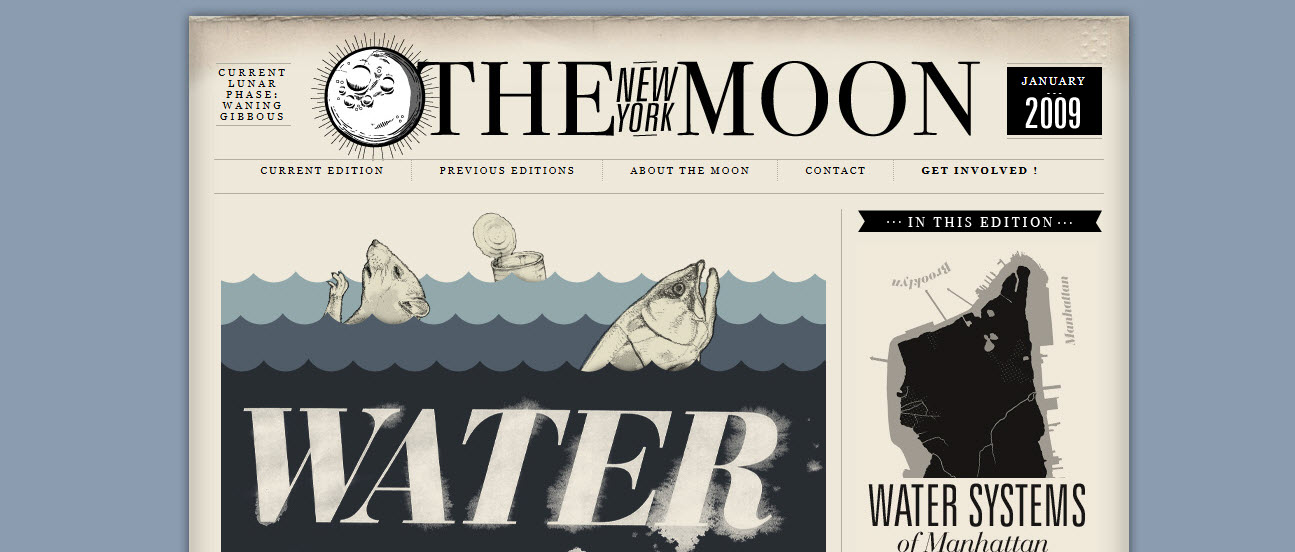 CURRENT
LUNAR
PHASE:
WANING
GIBBOUS
THE NEW YORK MOON
JANUARY
2009
CURRENT EDITION
PREVIOUS EDITIONS
ABOUT THE MOON
CONTACT
GET INVOLVED !
WATER
··· IN THIS EDITION ···
Brooklyn
Manhattan
WATER SYSTEMS
of Manhattan